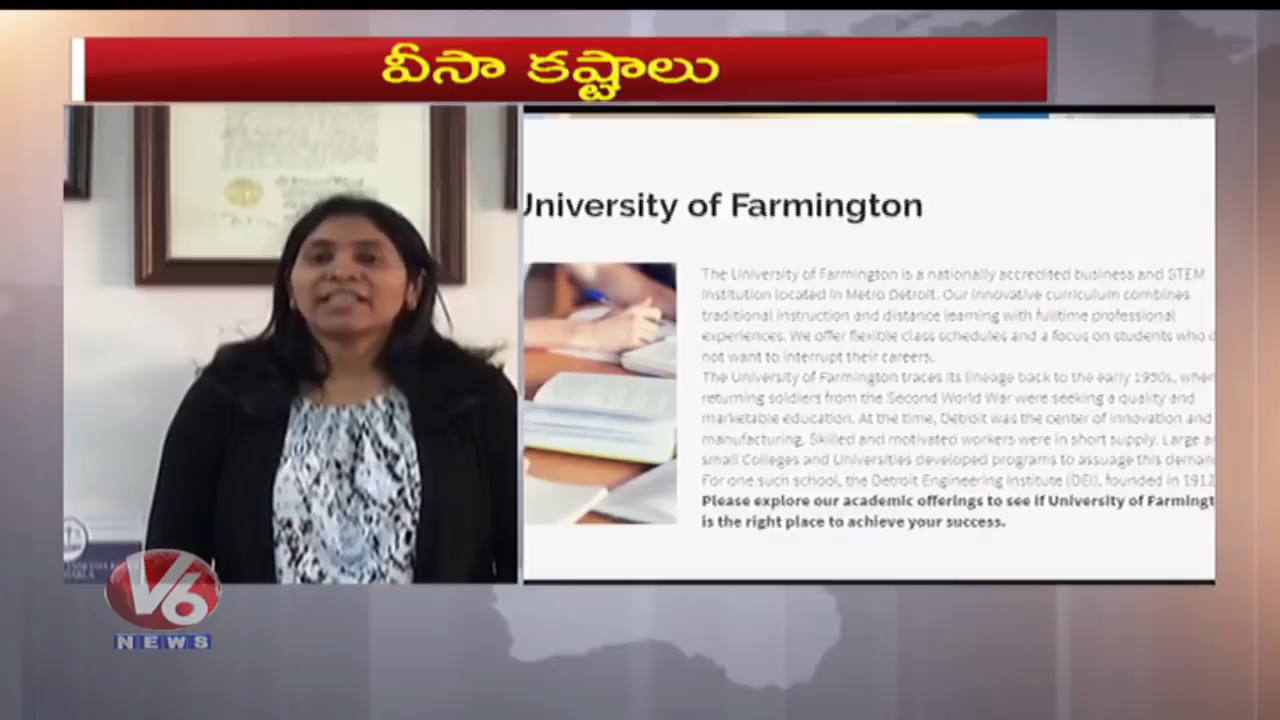 వీసా కష్టాలు
University of Farmington
The University of Farmington is a nationally accredited business and STEM
institution located in Metro Detroit. Our innovative curriculum combines
traditional instruction and distance learning with fulltime professional
experiences. We offer flexible class schedules and a focus on students who
not want to interrupt their careers.
The University of Farmington traces its lineage back to the early 1950s, when
returning soldiers from the Second World War were seeking a quality and
marketable education. At the time, Detroit was the center of innovation and
manufacturing. Skilled and motivated workers were in short supply. Large
small Colleges and Universities developed programs to assuage this
For one such school, the Detroit Engineering Institute (DEI), founded in
Please explore our academic offerings to see if University of
is the right place to achieve your success.
V6
NEWS